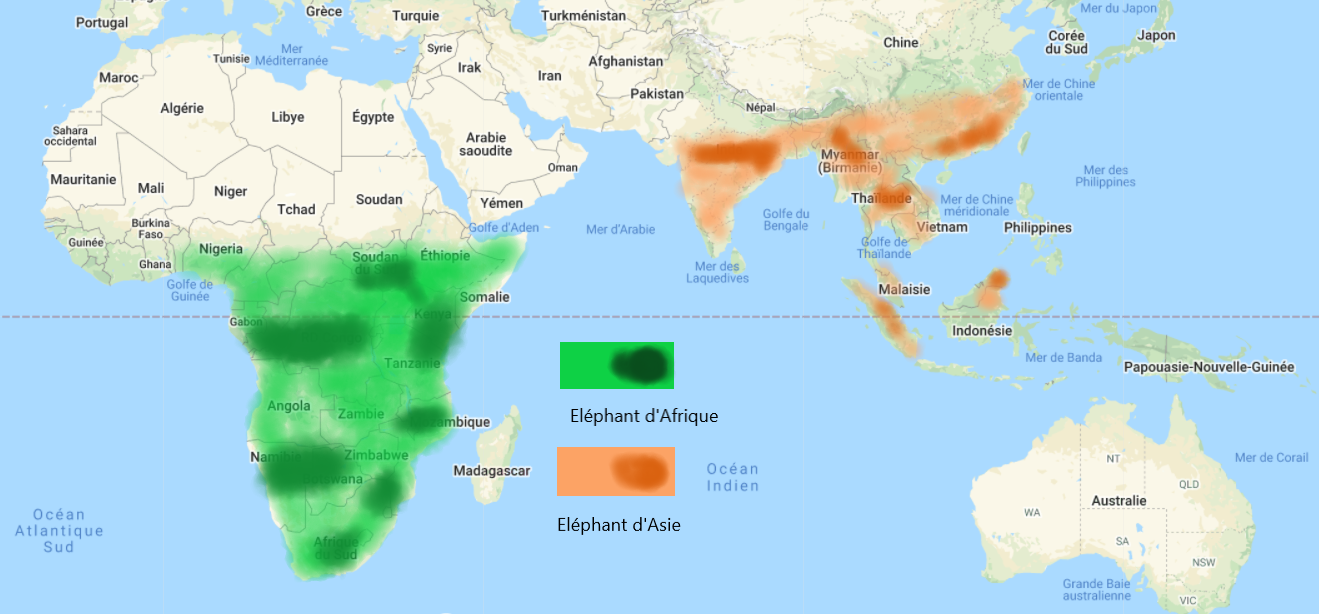 Portugal
Grèce
Turquie
Turkménistan
Mer du Japon
Chine
Corée
du Sud
Japon
Tunisie
Mer
Méditerranée
Syrie
Irak
Iran
Afghanistan
Maroc
Pakistan
Népal
Mer de Chine
orientale
Algérie
Libye
Égypte
Sahara
occidental
Arabie
saoudite
Oman
Myanmar
(Birmanie)
Mauritanie
Mali
Niger
Tchad
Soudan
Yémen
Thaïlande
Mer de Chine
méridionale
Mer des
Philippines
Burkina
Faso
Guinée
Ghana
Nigeria
Golfe d'Aden
Mer d'Arabie
Golfe du
Bengale
Vietnam
Philippines
Soudan
du Sud
Éthiopie
Golfe de
Thaïlande
Mer des
Laquedives
Golfe de
Guinée
Somalie
Malaisie
Gabon
Kenya
Indonésie
Tanzanie
Mer de Banda
Papouasie-Nouvelle-Guinée
Angola
Zambie
Mozambique
Eléphant d'Afrique
Namibie
Zimbabwe
Botswana
Madagascar
Océan
Indien
Mer de Corail
NT
QLD
Australie
WA
Océan
Atlantique
Sud
Eléphant d'Asie
Afrique
du Sud
SA
NSW
Grande Baie
australienne
VIC